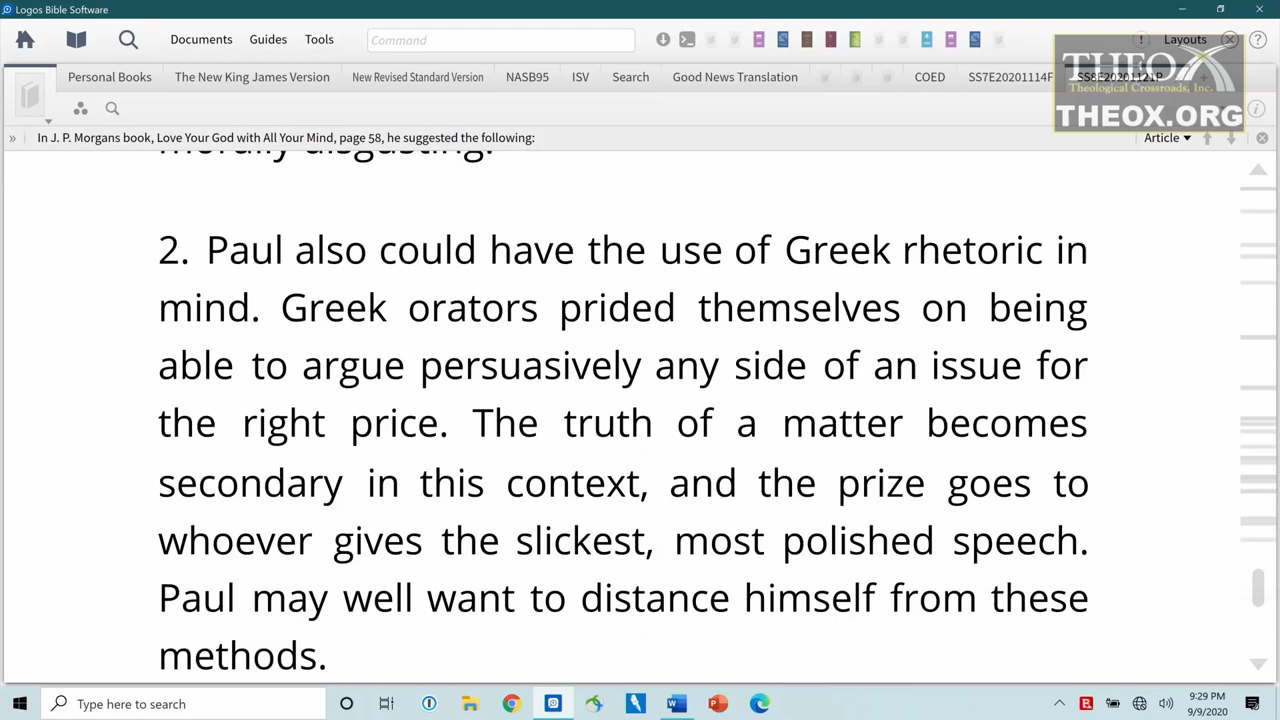 Logos Bible Software
Documents Guides Tools Command Layouts
THEOX
Theological Crossroads, Inc.
THEOX.ORG
Personal Books The New King James Version New Revised Standard Version NASB95 ISV Search Good News Translation COED SS7E20201114F
In J. P. Morgans book, Love Your God with All Your Mind, page 58, he suggested the following: Article
morally disgusting.
2. Paul also could have the use of Greek rhetoric in
mind. Greek orators prided themselves on being
able to argue persuasively any side of an issue for
the right price. The truth of a matter becomes
secondary in this context, and the prize goes to
whoever gives the slickest, most polished speech.
Paul may well want to distance himself from these
methods.
Type here to search
9:29 PM
9/9/2020